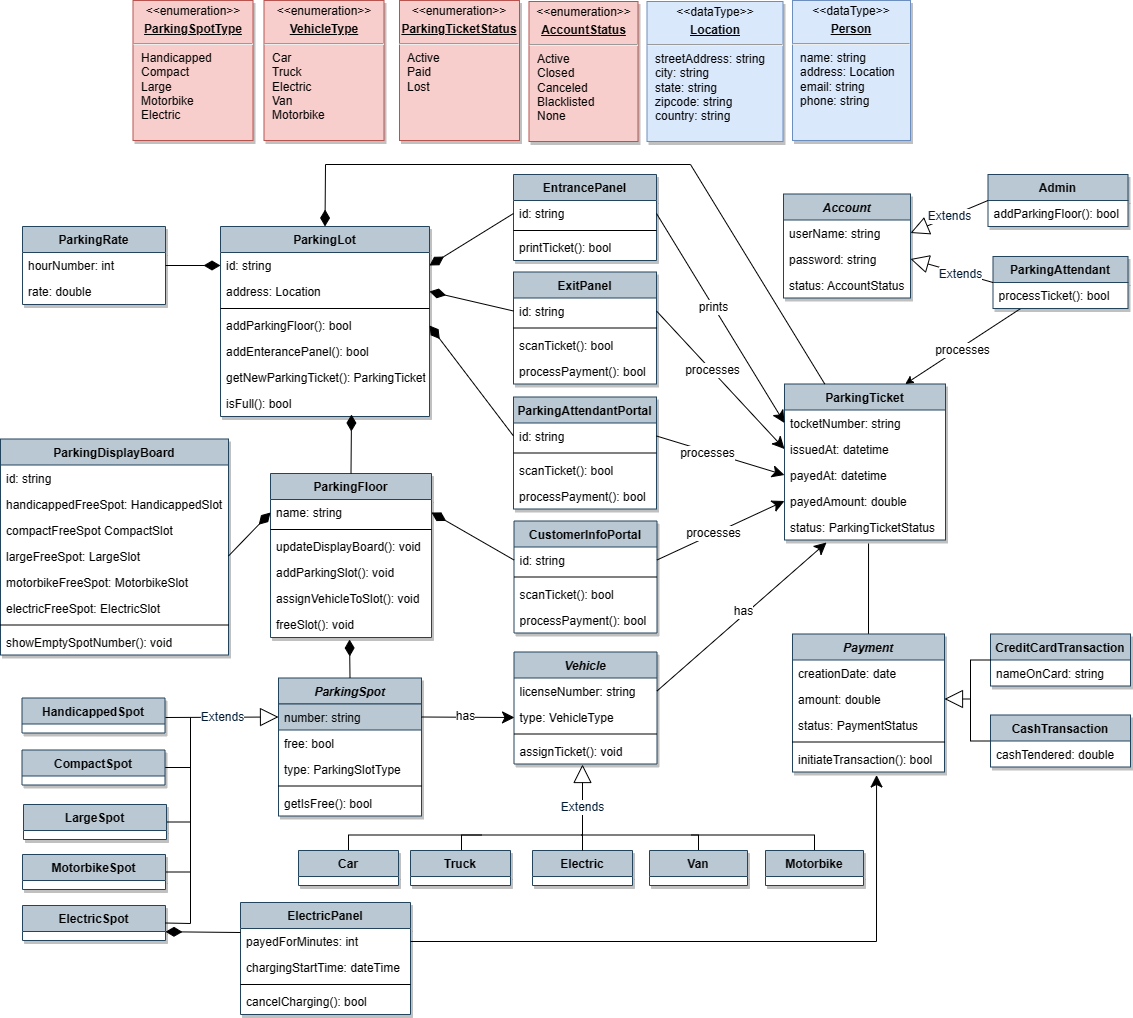 <<enumeration>>
ParkingSpotType
Handicapped
Compact
Large
Motorbike
Electric
<<enumeration>>
VehicleType
Car
Truck
Electric
Van
Motorbike
<<enumeration>>
ParkingTicketStatus
Active
Paid
Lost
<<enumeration>>
AccountStatus
Active
Closed
Canceled
Blacklisted
None
<<dataType>>
Location
streetAddress: string
city: string
state: string
zipcode: string
country: string
<<dataType>>
Person
name: string
address: Location
email: string
phone: string
ParkingRate
hourNumber: int
rate: double
ParkingLot
id: string
address: Location
addParkingFloor(): bool
addEnterancePanel(): bool
getNewParkingTicket(): ParkingTicket
isFull(): bool
EntrancePanel
id: string
printTicket(): bool
ExitPanel
id: string
scanTicket(): bool
processPayment(): bool
ParkingAttendantPortal
id: string
scanTicket(): bool
processPayment(): bool
CustomerInfoPortal
id: string
scanTicket(): bool
processPayment(): bool
prints
processes
processes
processes
Account
userName: string
password: string
status: AccountStatus
Extends
Extends
Admin
addParkingFloor(): bool
ParkingAttendant
processTicket(): bool
processes
ParkingTicket
tocketNumber: string
issuedAt: datetime
payedAt: datetime
payedAmount: double
status: ParkingTicketStatus
ParkingDisplayBoard
id: string
handicappedFreeSpot: HandicappedSlot
compactFreeSpot CompactSlot
largeFreeSpot: LargeSlot
motorbikeFreeSpot: MotorbikeSlot
electricFreeSpot: ElectricSlot
showEmptySpotNumber(): void
ParkingFloor
name: string
updateDisplayBoard(): void
addParkingSlot(): void
assignVehicleToSlot(): void
freeSlot(): void
Vehicle
licenseNumber: string
type: VehicleType
assignTicket(): void
has
Payment
creationDate: date
amount: double
status: PaymentStatus
initiateTransaction(): bool
CreditCardTransaction
nameOnCard: string
CashTransaction
cashTendered: double
HandicappedSpot
CompactSpot
LargeSpot
MotorbikeSpot
ElectricSpot
Extends
ParkingSpot
number: string
free: bool
type: ParkingSlotType
getIsFree(): bool
has
Extends
Car
Truck
Electric
Van
Motorbike
ElectricPanel
payedForMinutes: int
chargingStartTime: dateTime
cancelCharging(): bool